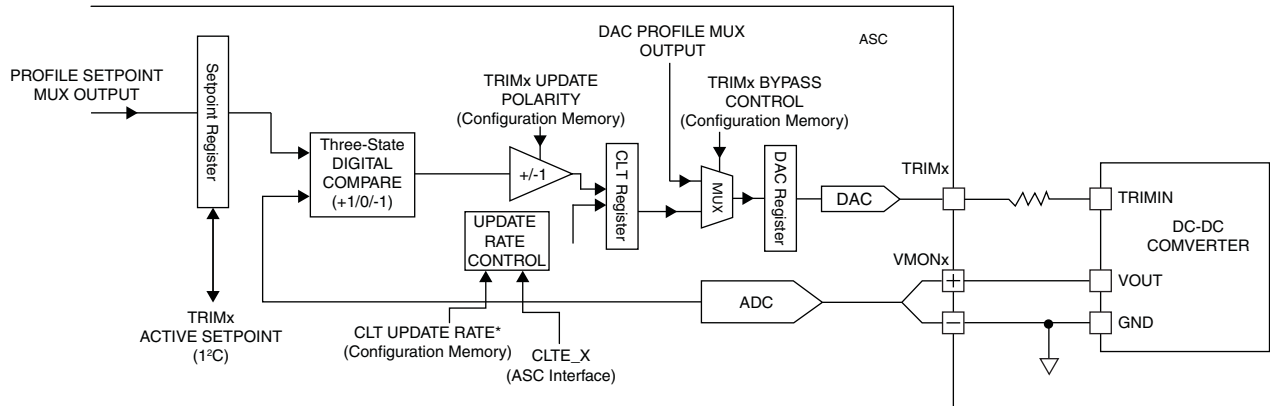 DAC PROFILE MUX
OUTPUT
ASC
PROFILE SETPOINT
MUX OUTPUT
Setpoint Register
TRIMx UPDATE
POLARITY
(Configuration Memory)
TRIMx BYPASS
CONTROL
(Configuration Memory)
Three-State
DIGITAL
COMPARE
(+1/0/-1)
+/-1
CLT Register
MUX
DAC Register
DAC
TRIMx
TRIMIN
DC-DC
COMVERTER
UPDATE
RATE
CONTROL
VMONx
+
VOUT
ADC
−
GND
TRIMx
ACTIVE SETPOINT
(1²C)
CLT UPDATE RATE*
(Configuration Memory)
CLTE_X
(ASC Interface)